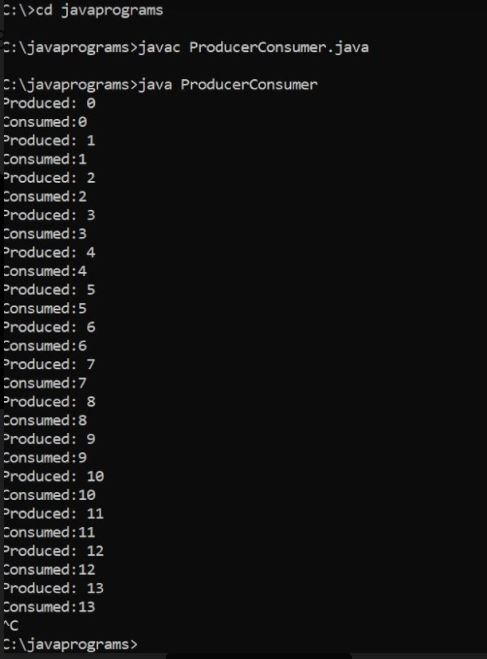 C:\>cd javaprograms
C:\javaprograms>javac ProducerConsumer.java
C:\javaprograms>java ProducerConsumer
Produced: 0
Consumed:0
Produced: 1
Consumed:1
Produced: 2
Consumed:2
Produced: 3
Consumed:3
Produced: 4
Consumed:4
Produced: 5
Consumed:5
Produced: 6
Consumed:6
Produced: 7
Consumed:7
Produced: 8
Consumed:8
Produced: 9
Consumed:9
Produced: 10
Consumed:10
Produced: 11
Consumed:11
Produced: 12
Consumed:12
Produced: 13
Consumed:13
^C
C:\javaprograms>